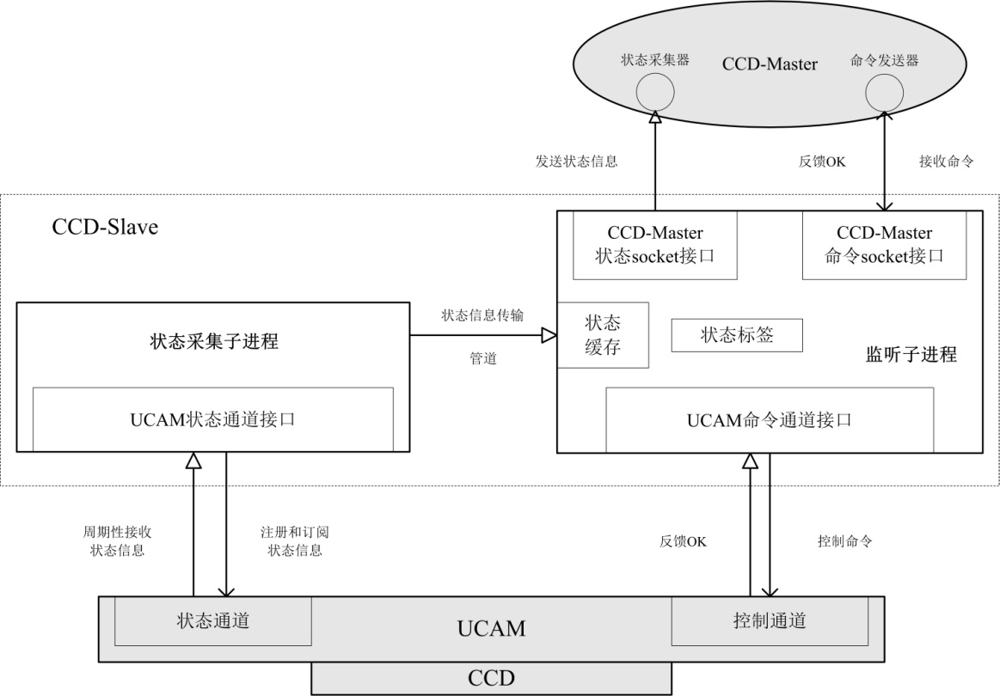 状态采集器
CCD-Master
命令发送器
发送状态信息
反馈OK
接收命令
CCD-Slave
CCD-Master
状态socket接口
CCD-Master
命令socket接口
状态采集子进程
UCAM状态通道接口
状态信息传输
管道
状态
缓存
状态标签
监听子进程
UCAM命令通道接口
周期性接收
状态信息
注册和订阅
状态信息
反馈OK
控制命令
状态通道
UCAM
控制通道
CCD